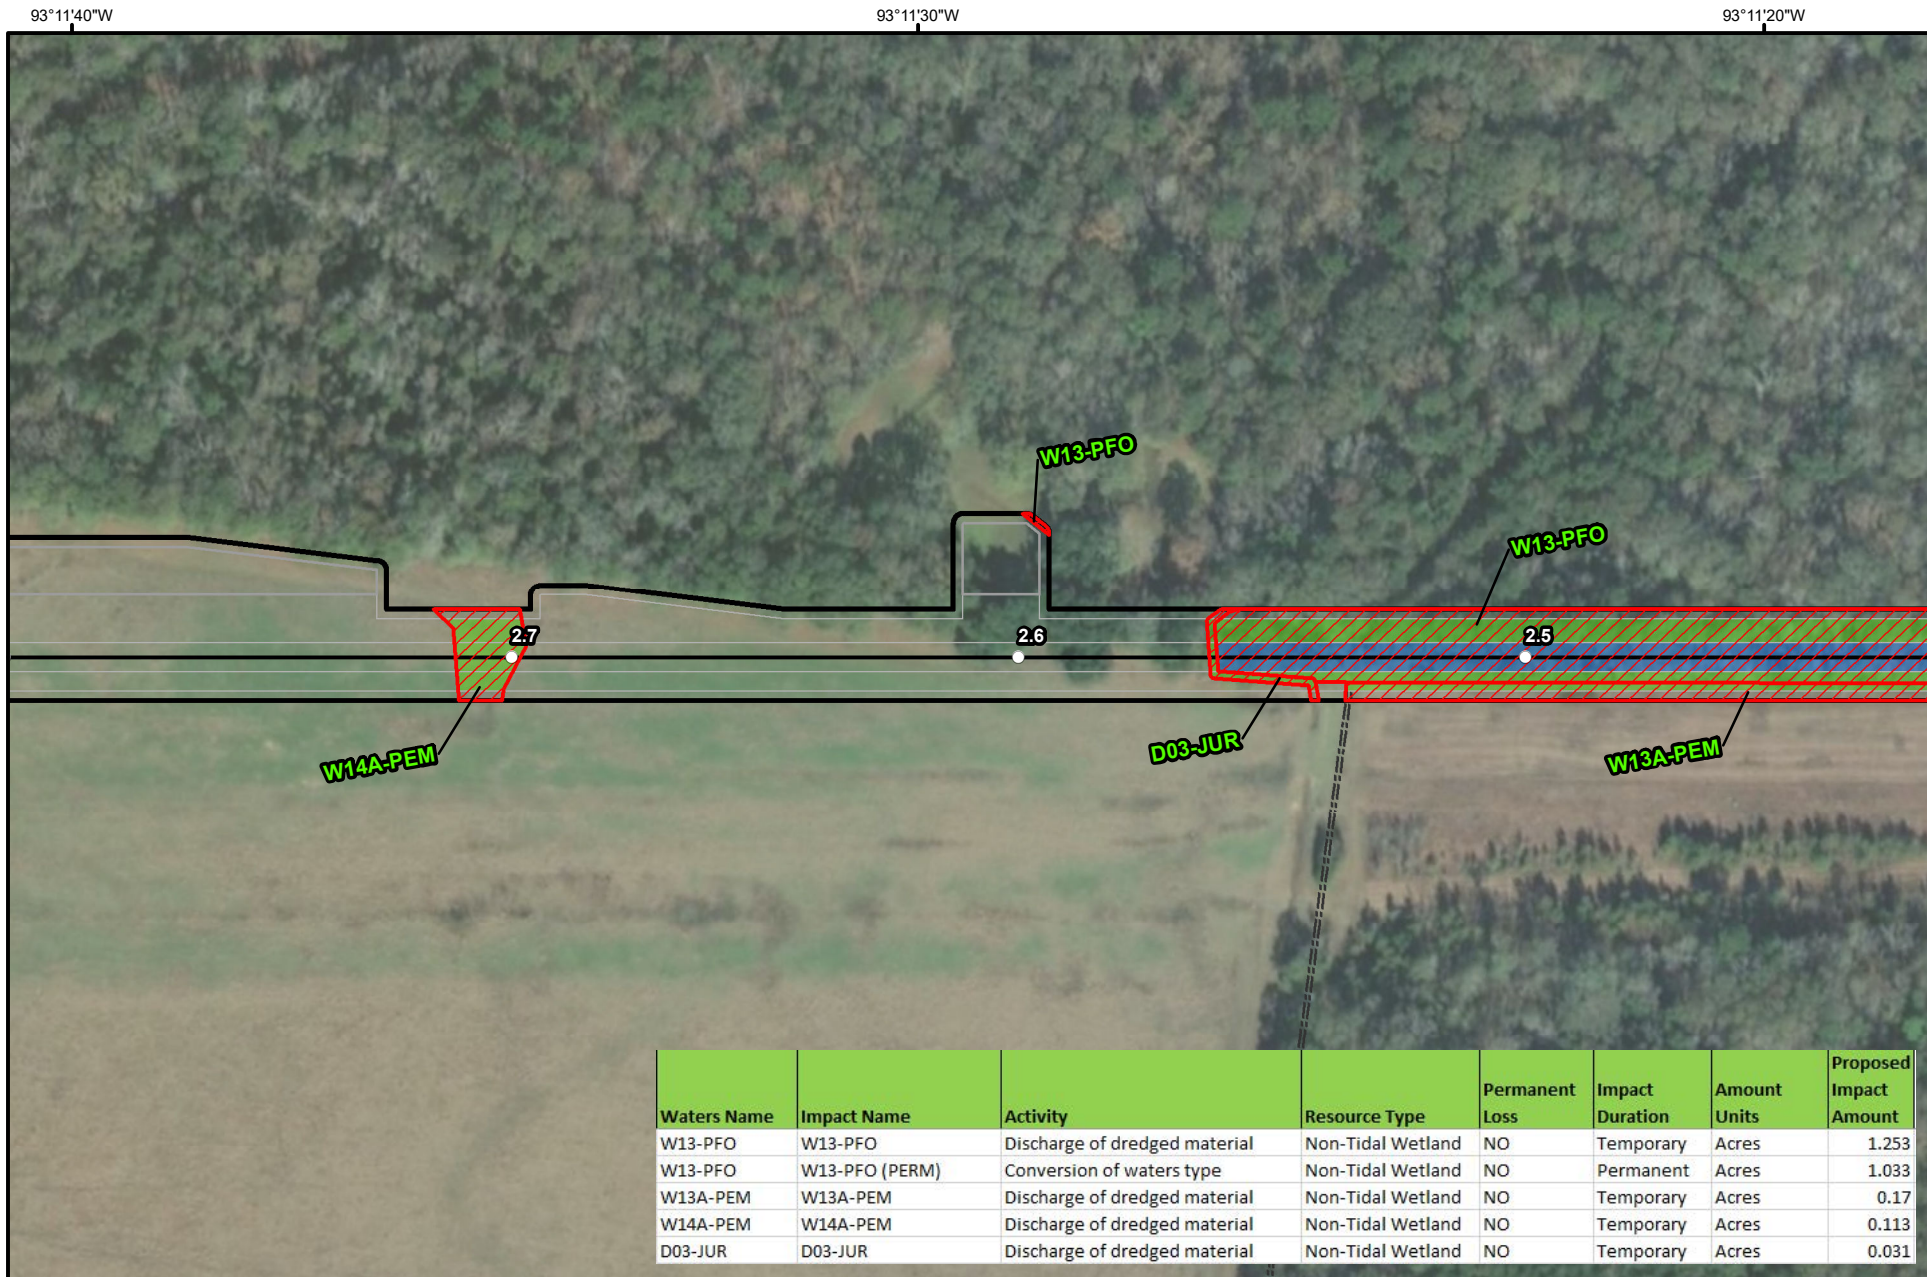 93°11'40"W 93°11'30"W 93°11'20"W
W13-PFO
W13-PFO
2.7 2.6 2.5
W14A-PEM D03-JUR W13A-PEM
Waters Name Impact Name Activity Resource Type Permanent Loss Impact Duration Amount Units Proposed Impact Amount
W13-PFO W13-PFO Discharge of dredged material Non-Tidal Wetland NO Temporary Acres 1.253
W13-PFO W13-PFO (PERM) Conversion of waters type Non-Tidal Wetland NO Permanent Acres 1.033
W13A-PEM W13A-PEM Discharge of dredged material Non-Tidal Wetland NO Temporary Acres 0.17
W14A-PEM W14A-PEM Discharge of dredged material Non-Tidal Wetland NO Temporary Acres 0.113
D03-JUR D03-JUR Discharge of dredged material Non-Tidal Wetland NO Temporary Acres 0.031